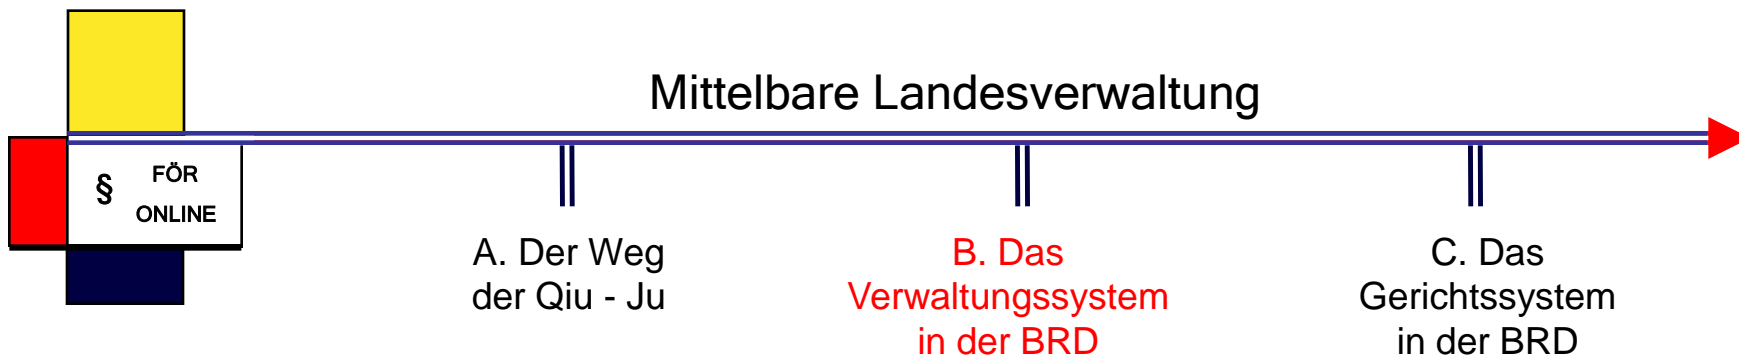 Mittelbare Landesverwaltung
§ FÖR
ONLINE
A. Der Weg
der Qiu - Ju
B. Das
Verwaltungssystem
in der BRD
C. Das
Gerichtssystem
in der BRD